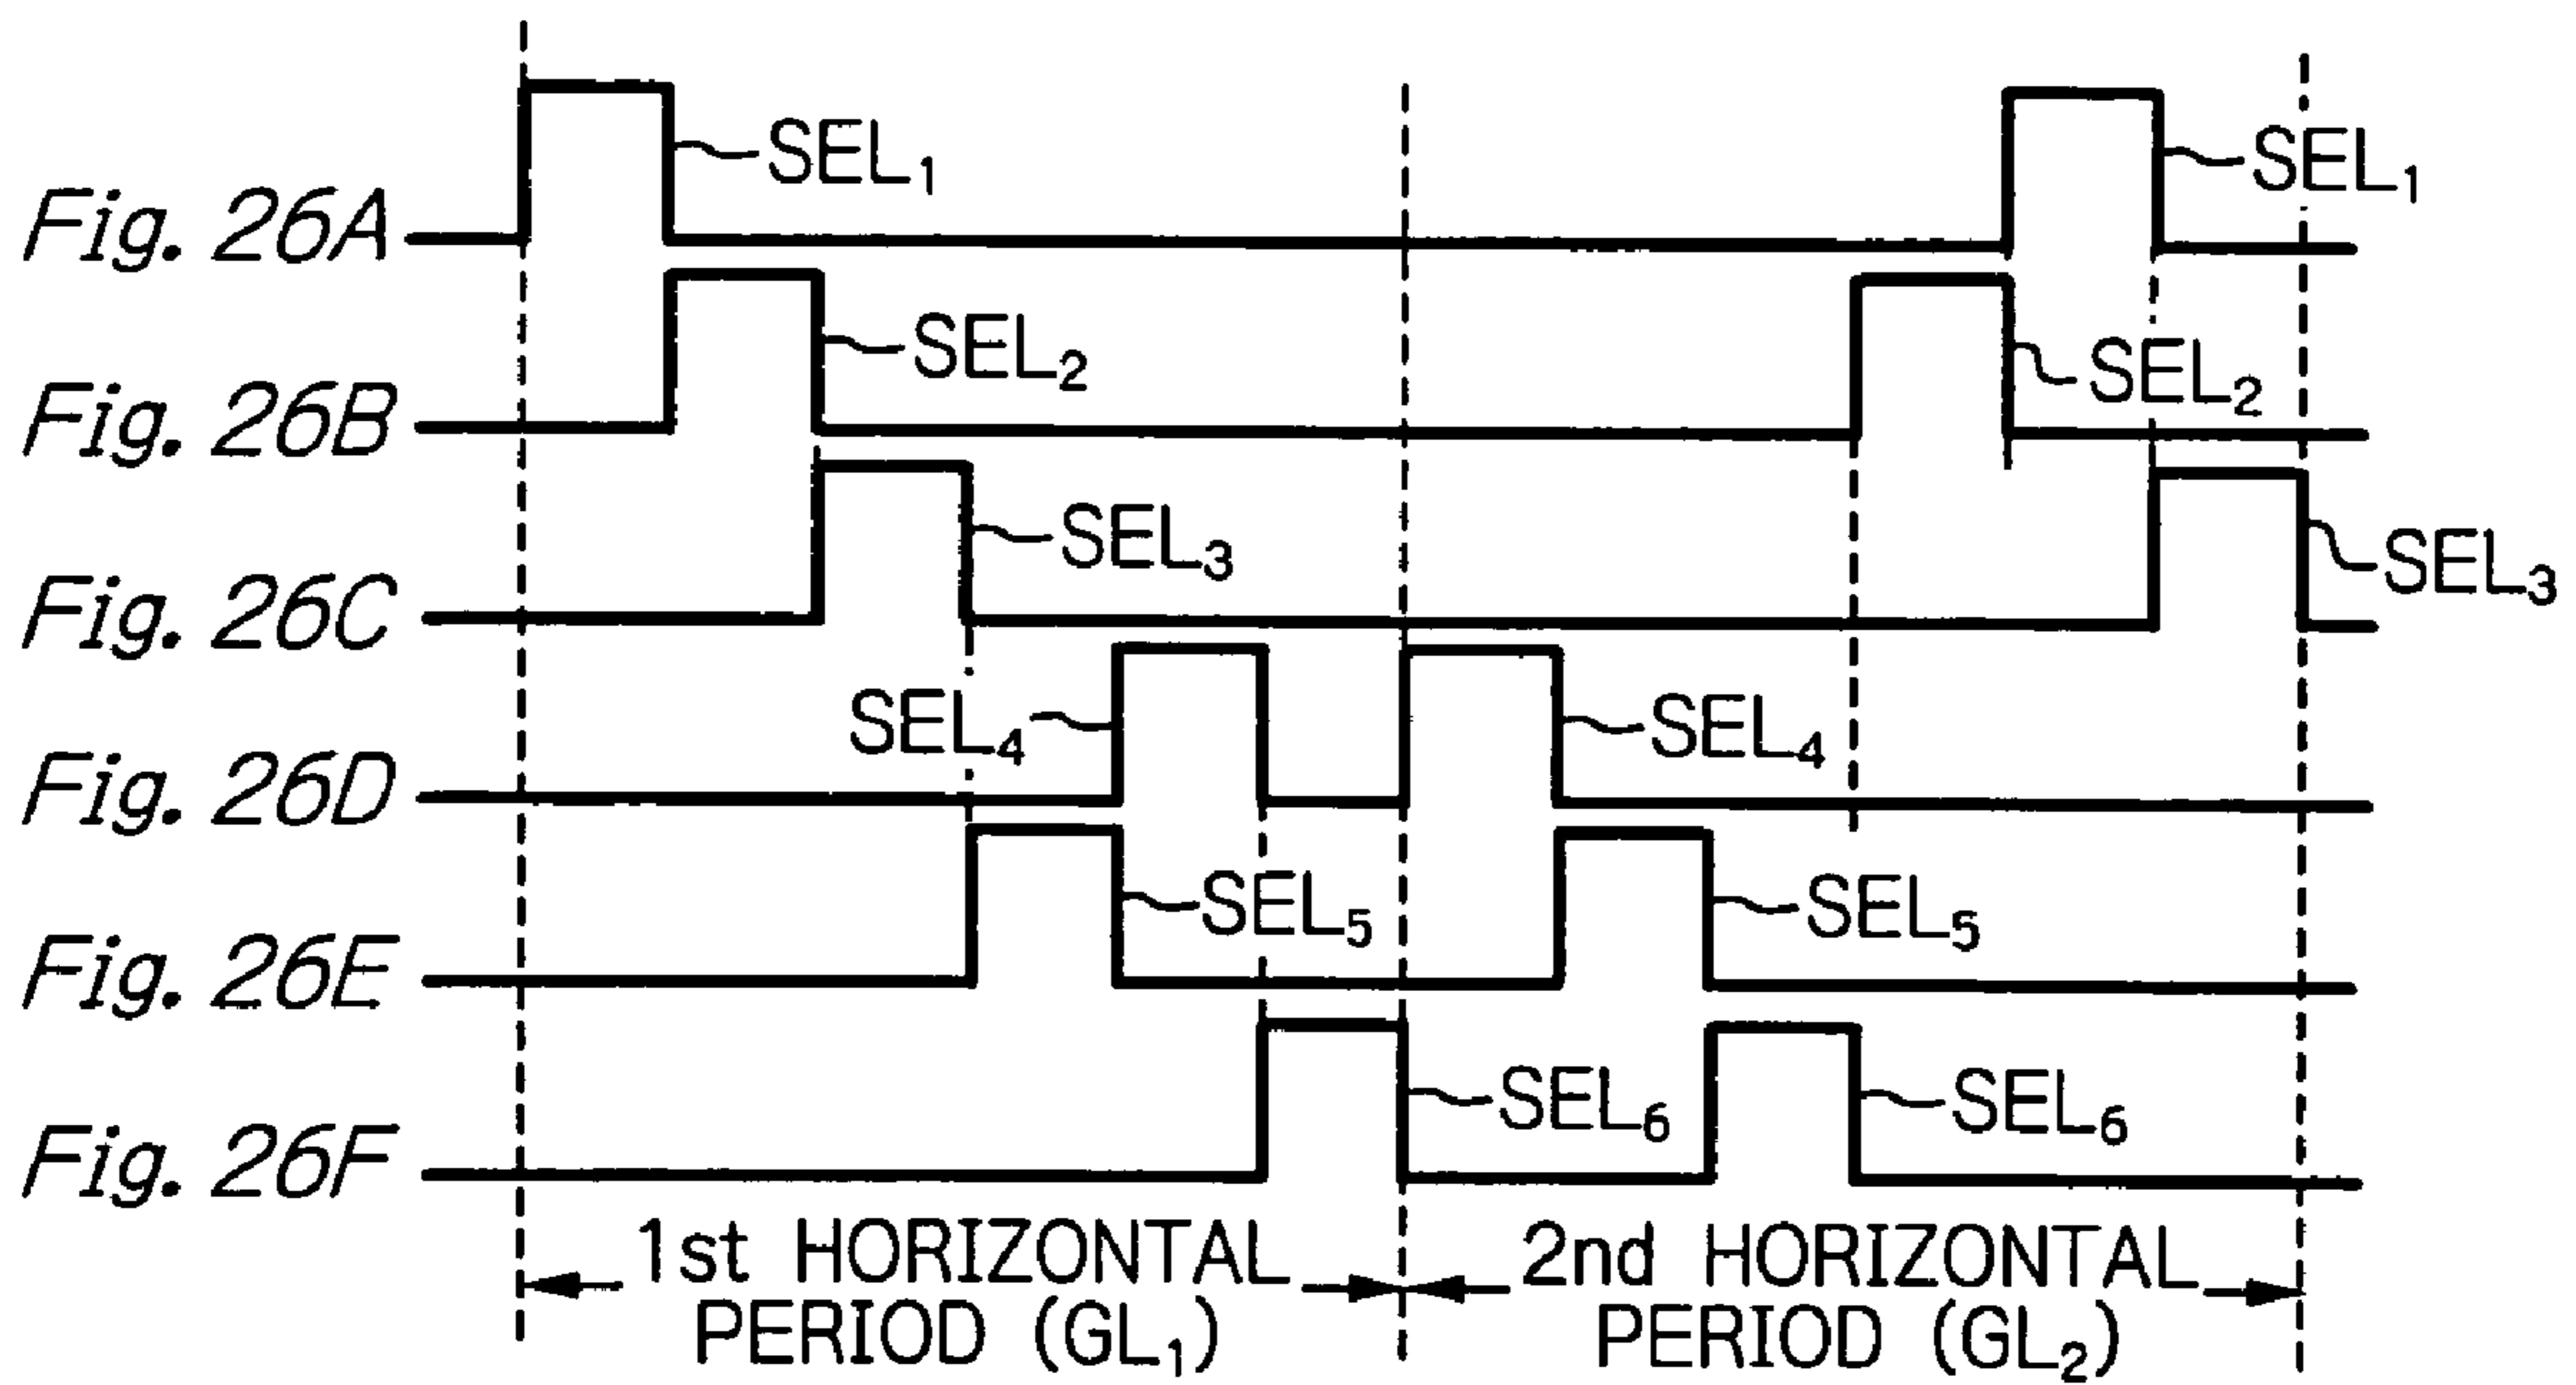 Fig. 26A SEL1 SEL1
Fig. 26B SEL2 SEL2
Fig. 26C SEL3 SEL3
Fig. 26D SEL4 SEL4
Fig. 26E SEL5 SEL5
Fig. 26F SEL6 SEL6
1st HORIZONTAL PERIOD (GL1)
2nd HORIZONTAL PERIOD (GL2)